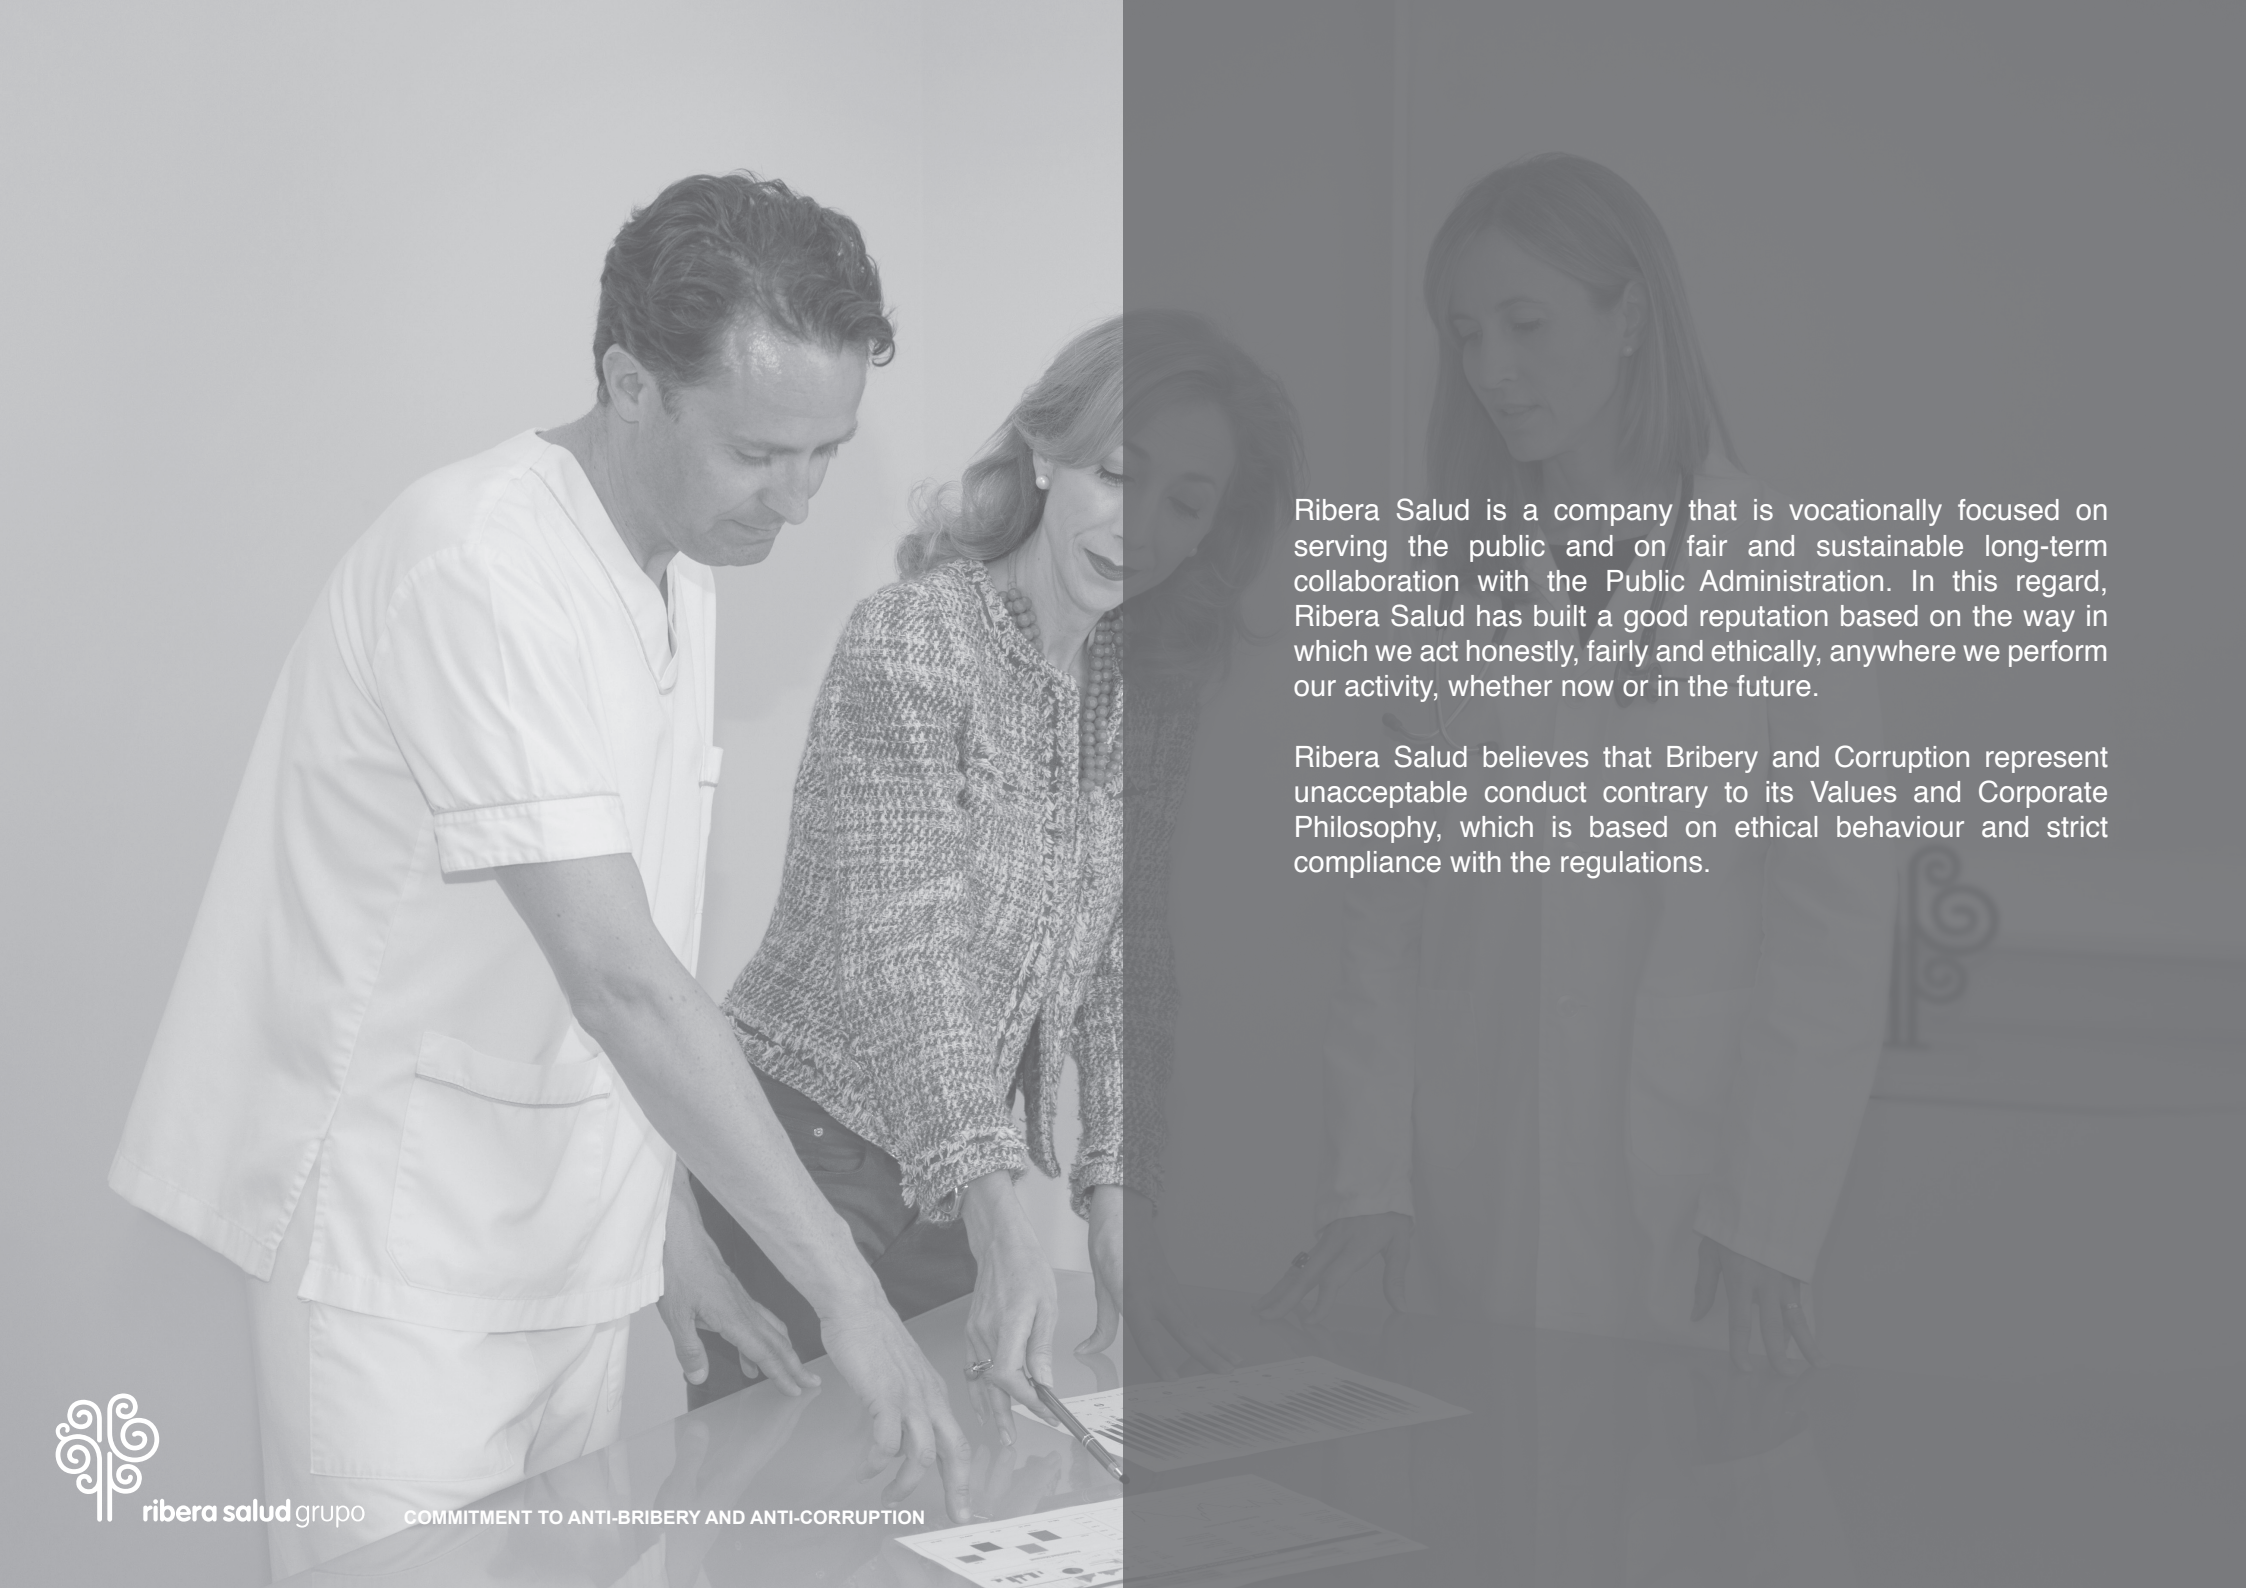 Ribera Salud is a company that is vocationally focused on
serving the public and on fair and sustainable long-term
collaboration with the Public Administration. In this regard,
Ribera Salud has built a good reputation based on the way in
which we act honestly, fairly and ethically, anywhere we perform
our activity, whether now or in the future.
Ribera Salud believes that Bribery and Corruption represent
unacceptable conduct contrary to its Values and Corporate
Philosophy, which is based on ethical behaviour and strict
compliance with the regulations.
ribera salud grupo
COMMITMENT TO ANTI-BRIBERY AND ANTI-CORRUPTION